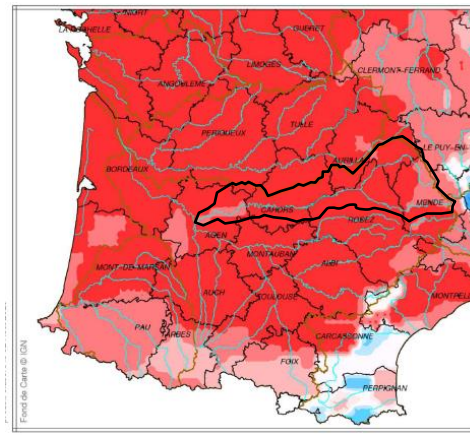 NIORT
LA ROCHELLE
GUERET
LIMOGES
CLERMONT-FERRAND
ANGOULEME
TULLE
PERIGUEUX
LE PUY-EN-
AURILLAC
BORDEAUX
MENDE
CAHORS
RODEZ
AGEN
MONTAUBAN
MONT-DE-MARSAN
ALBI
AUCH
TOULOUSE
MONTPEL
PAU
TARBES
CARCASSONNE
FOIX
PERPIGNAN
Fond de Carte © IGN